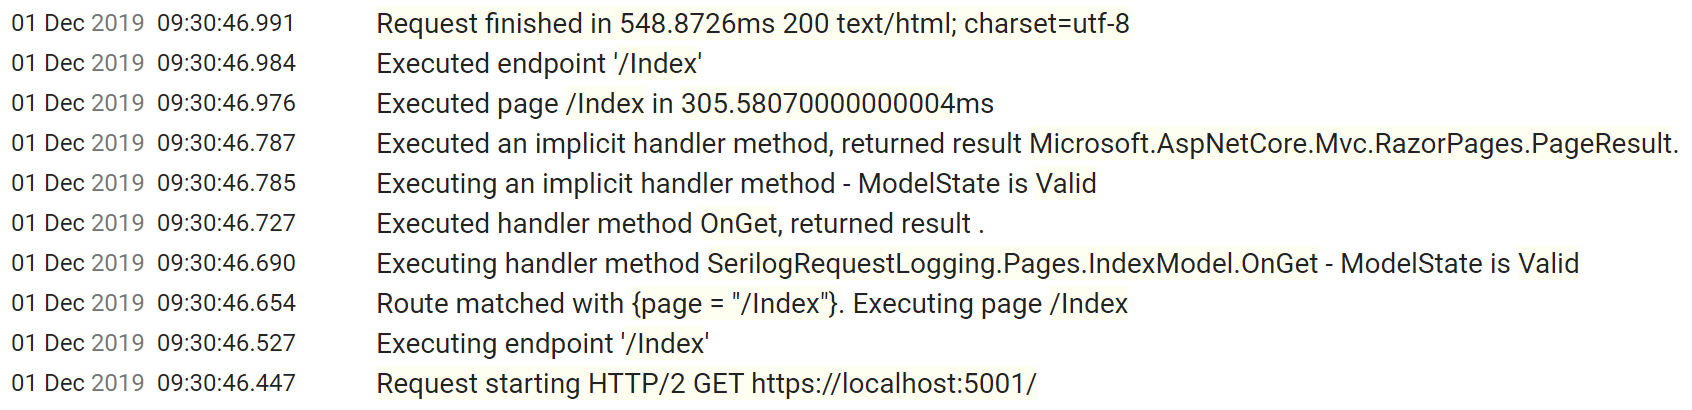 01 Dec 2019 09:30:46.991 Request finished in 548.8726ms 200 text/html; charset=utf-8
01 Dec 2019 09:30:46.984 Executed endpoint '/Index'
01 Dec 2019 09:30:46.976 Executed page /Index in 305.58070000000004ms
01 Dec 2019 09:30:46.787 Executed an implicit handler method, returned result Microsoft.AspNetCore.Mvc.RazorPages.PageResult.
01 Dec 2019 09:30:46.785 Executing an implicit handler method - ModelState is Valid
01 Dec 2019 09:30:46.727 Executed handler method OnGet, returned result .
01 Dec 2019 09:30:46.690 Executing handler method SerilogRequestLogging.Pages.IndexModel.OnGet - ModelState is Valid
01 Dec 2019 09:30:46.654 Route matched with {page = "/Index"}. Executing page /Index
01 Dec 2019 09:30:46.527 Executing endpoint '/Index'
01 Dec 2019 09:30:46.447 Request starting HTTP/2 GET https://localhost:5001/